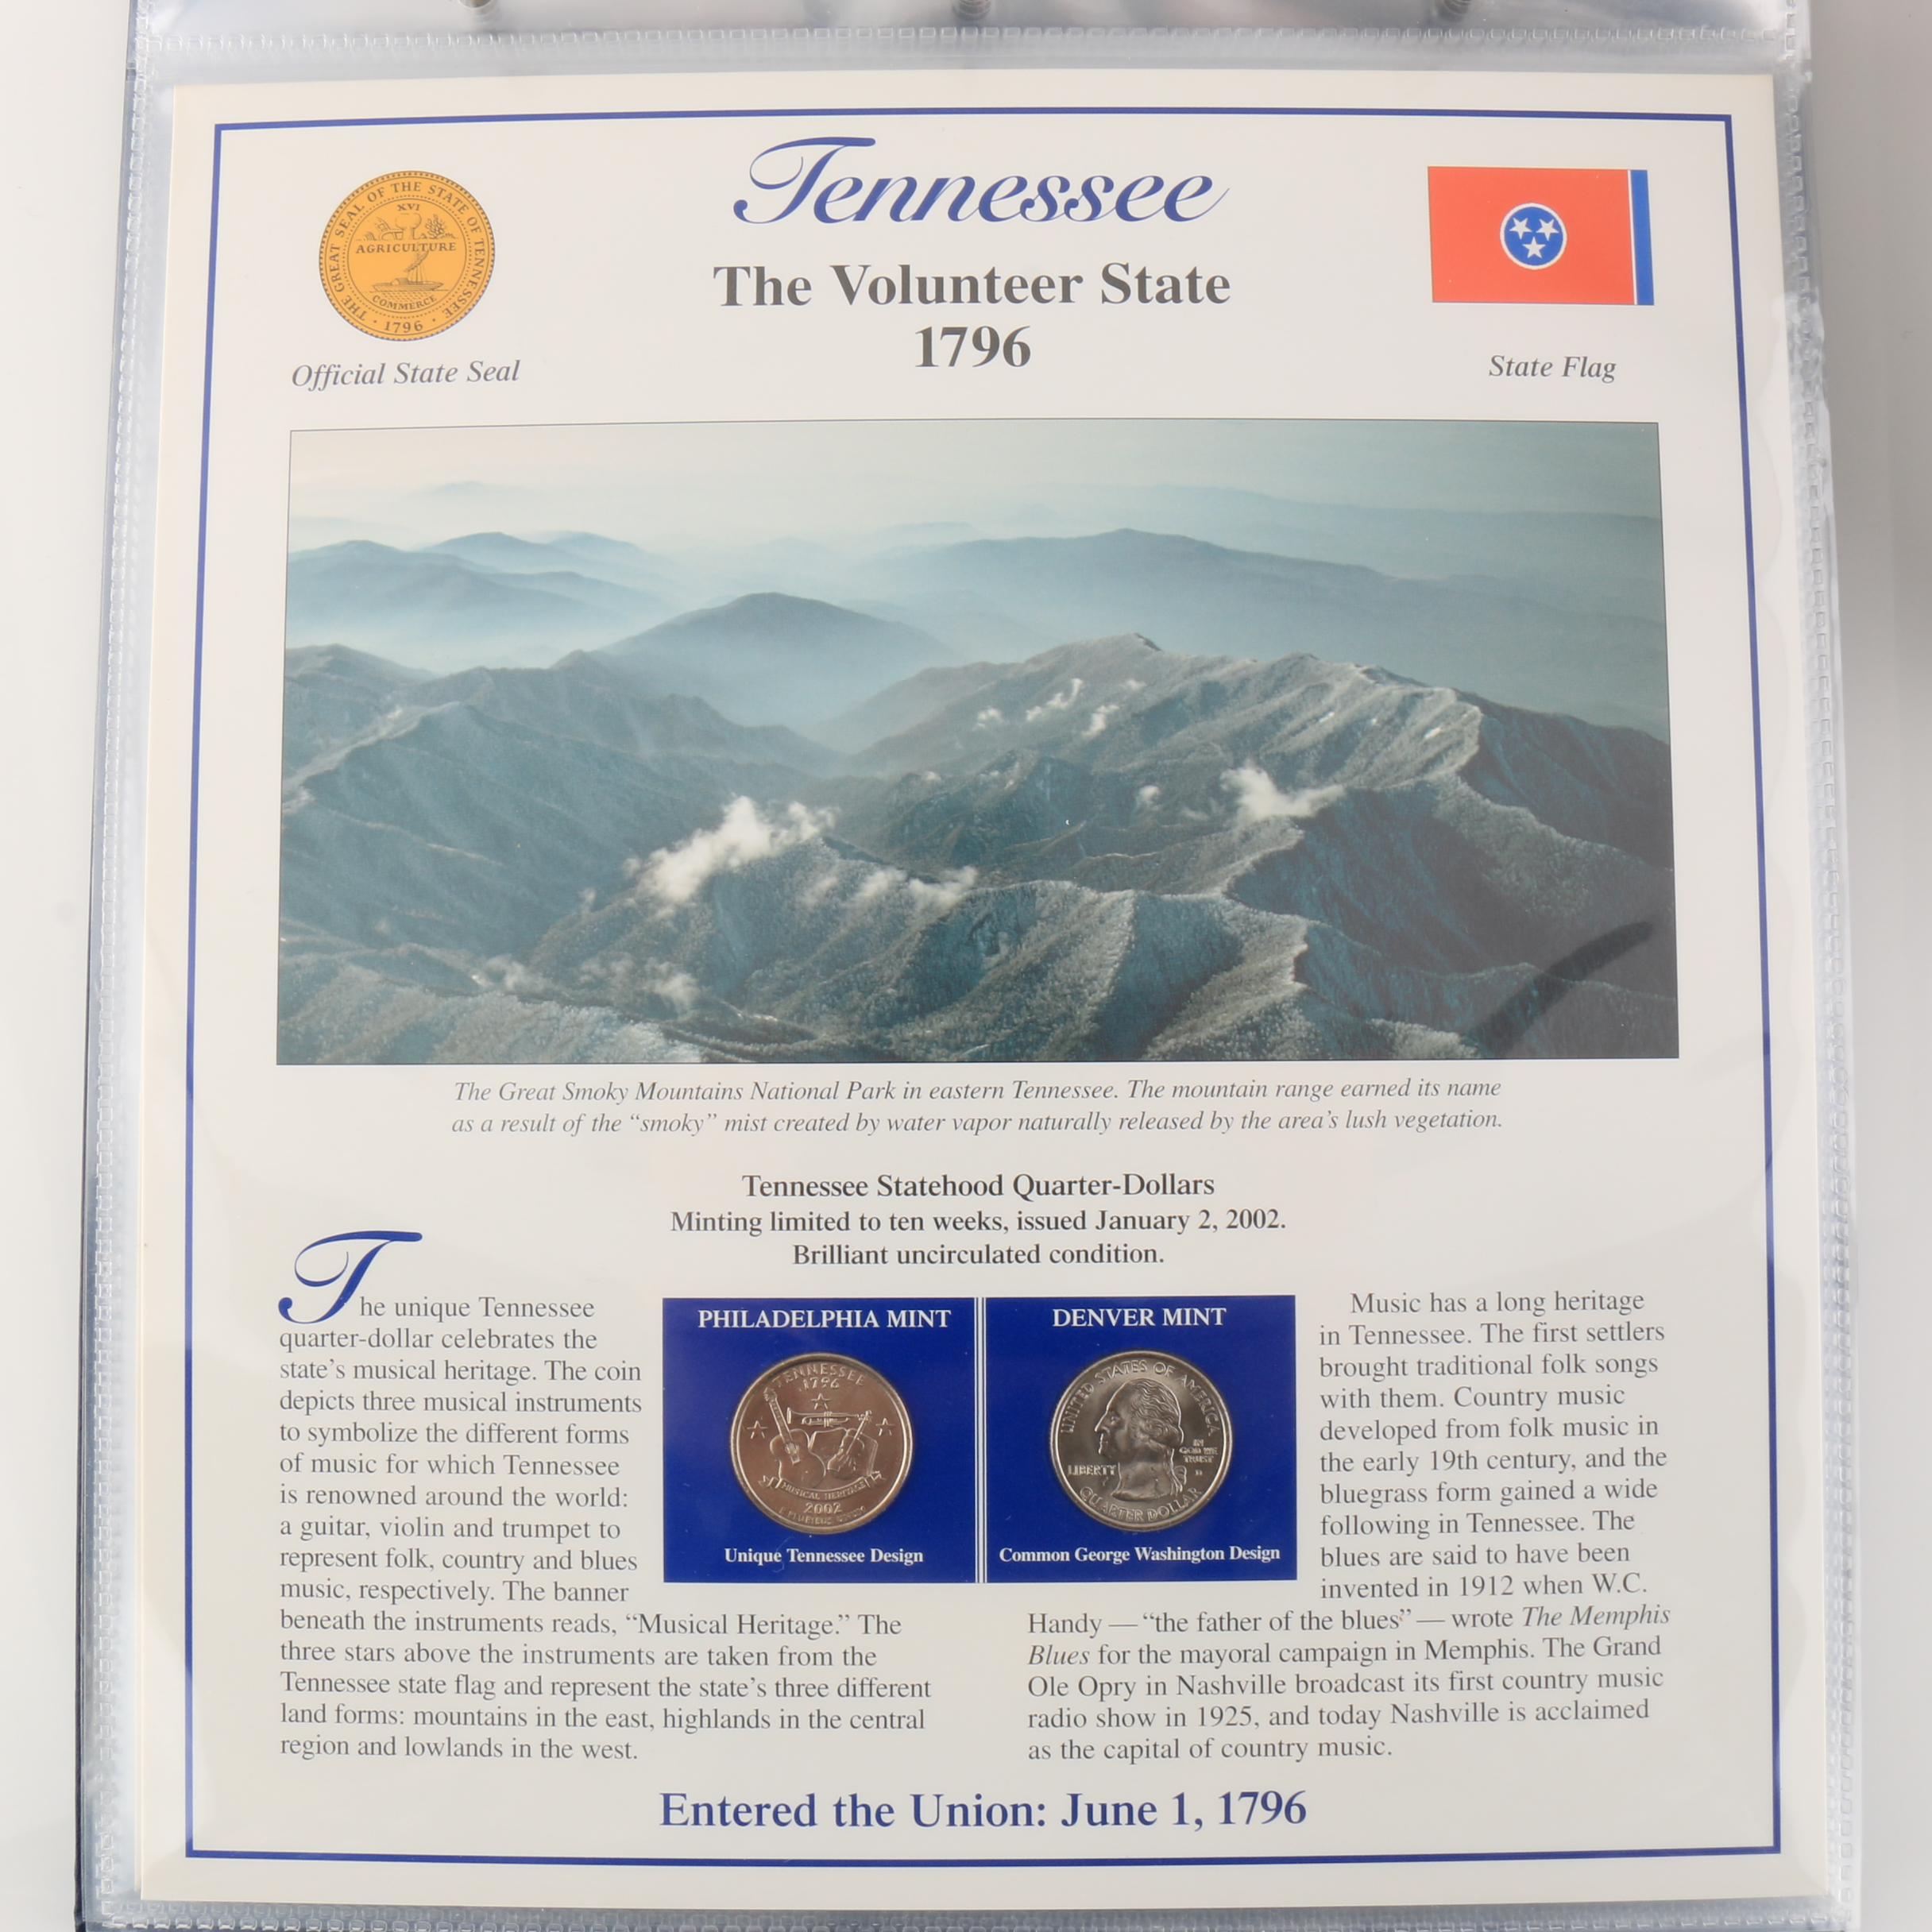 Tennessee
The Volunteer State
1796
THE GREAT SEAL OF THE STATE OF TENNESSEE
XVI
AGRICULTURE
COMMERCE
· 1796 ·
Official State Seal
State Flag
The Great Smoky Mountains National Park in eastern Tennessee. The mountain range earned its name
as a result of the “smoky” mist created by water vapor naturally released by the area’s lush vegetation.
Tennessee Statehood Quarter-Dollars
Minting limited to ten weeks, issued January 2, 2002.
Brilliant uncirculated condition.
The unique Tennessee
quarter-dollar celebrates the
state’s musical heritage. The coin
depicts three musical instruments
to symbolize the different forms
of music for which Tennessee
is renowned around the world:
a guitar, violin and trumpet to
represent folk, country and blues
music, respectively. The banner
beneath the instruments reads, “Musical Heritage.” The
three stars above the instruments are taken from the
Tennessee state flag and represent the state’s three different
land forms: mountains in the east, highlands in the central
region and lowlands in the west.
PHILADELPHIA MINT
TENNESSEE
1796
MUSICAL HERITAGE
2002
E PLURIBUS UNUM
Unique Tennessee Design
DENVER MINT
UNITED STATES OF AMERICA
LIBERTY
IN
GOD WE
TRUST
D
QUARTER DOLLAR
Common George Washington Design
Music has a long heritage
in Tennessee. The first settlers
brought traditional folk songs
with them. Country music
developed from folk music in
the early 19th century, and the
bluegrass form gained a wide
following in Tennessee. The
blues are said to have been
invented in 1912 when W.C.
Handy — “the father of the blues” — wrote The Memphis
Blues for the mayoral campaign in Memphis. The Grand
Ole Opry in Nashville broadcast its first country music
radio show in 1925, and today Nashville is acclaimed
as the capital of country music.
Entered the Union: June 1, 1796